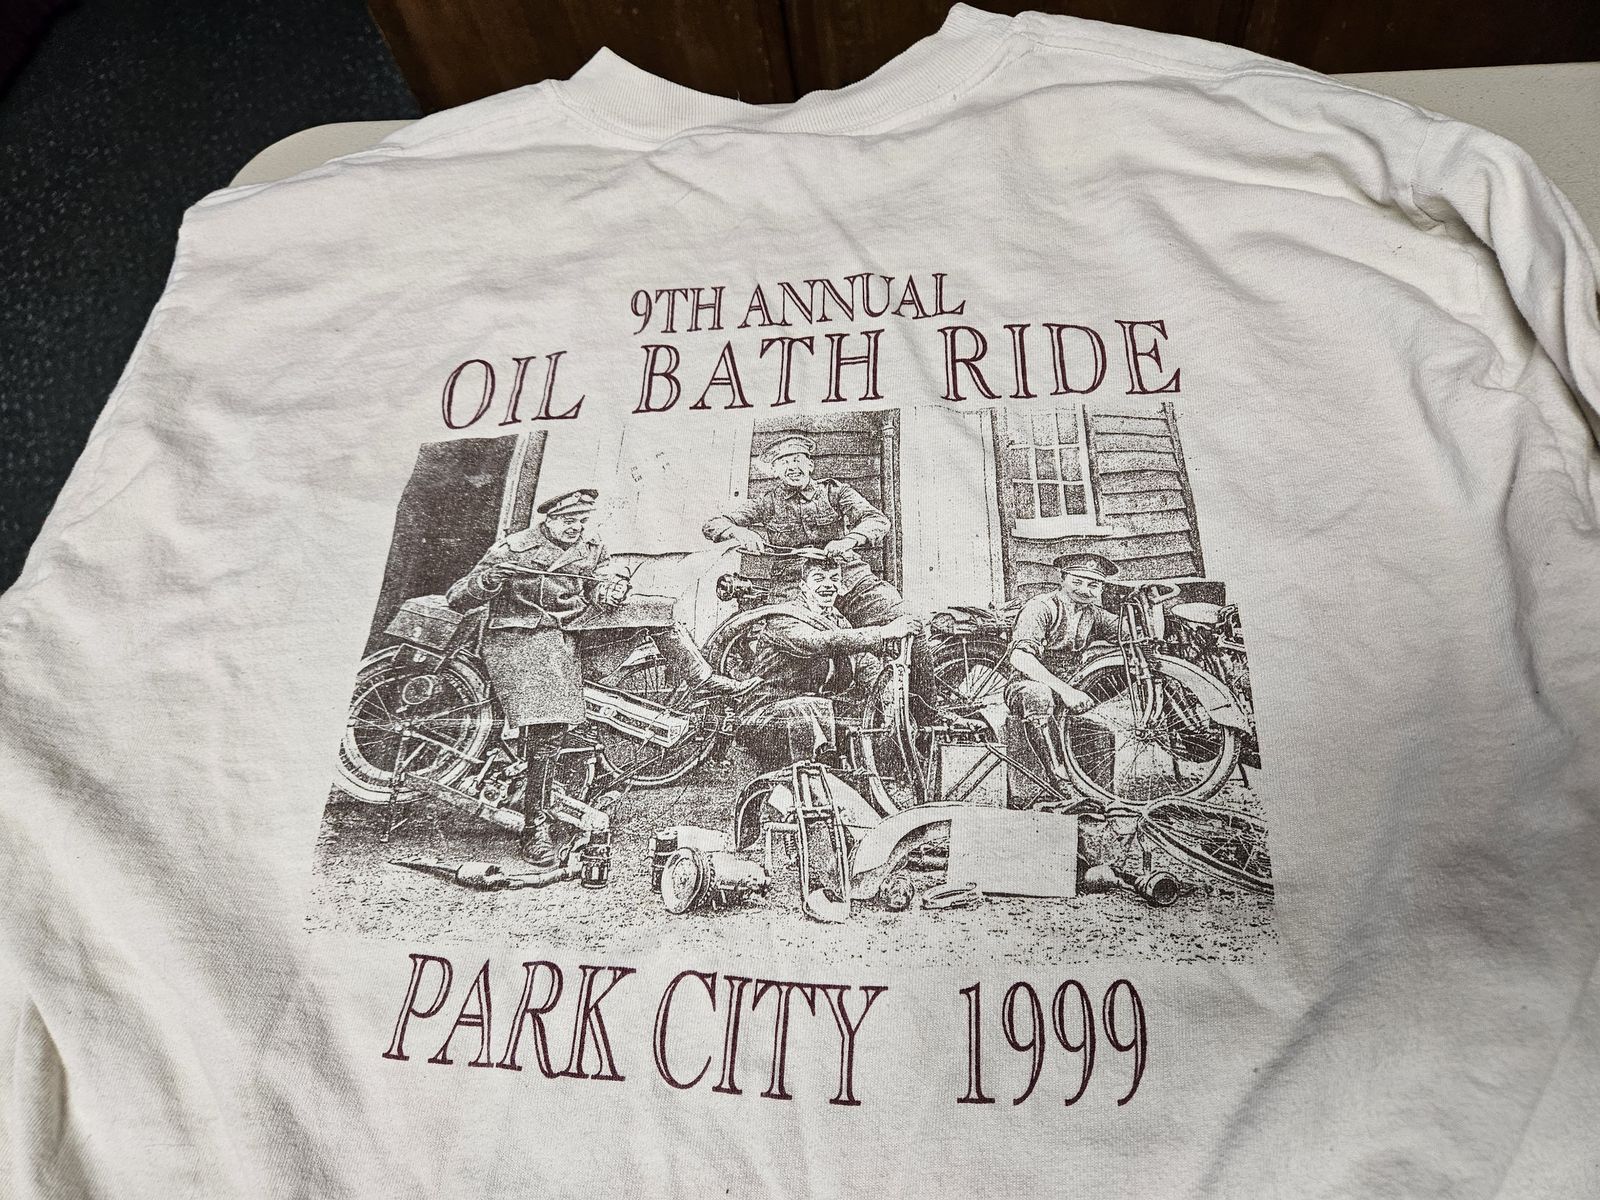 9TH ANNUAL
OIL BATH RIDE
PARK CITY 1999